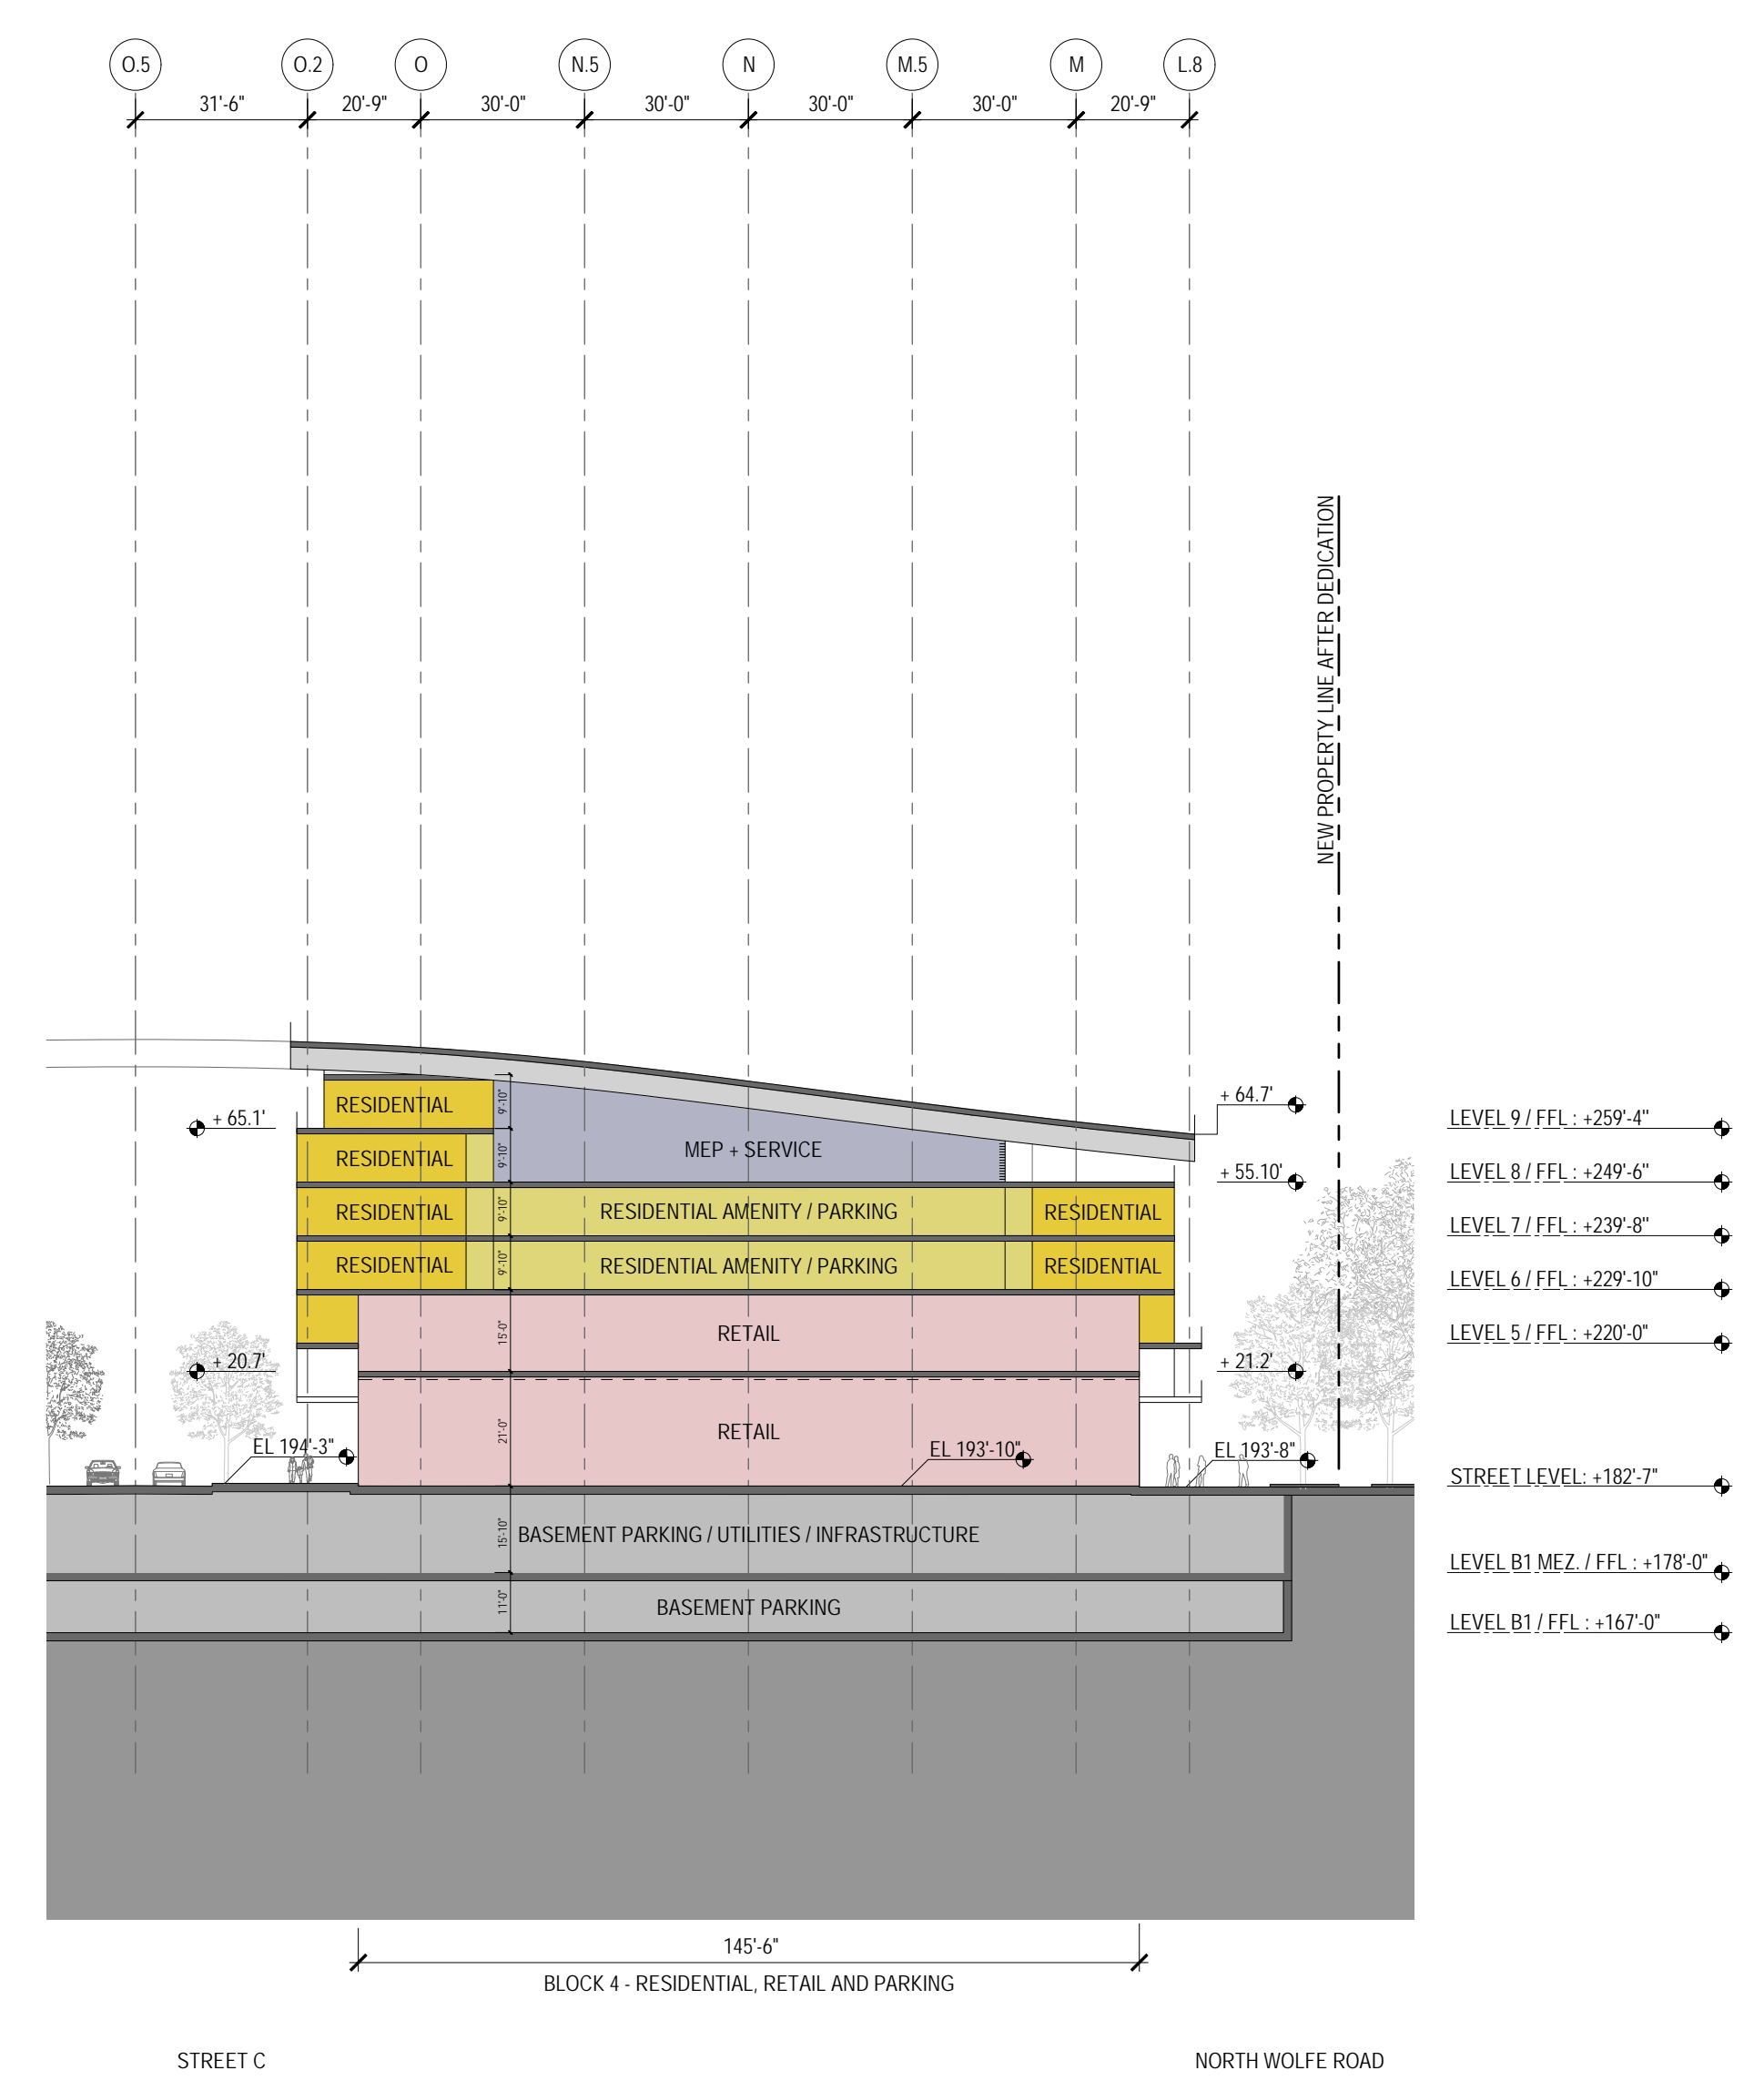 O.5 O.2 O N.5 N M.5 M L.8
31'-6" 20'-9" 30'-0" 30'-0" 30'-0" 30'-0" 20'-9"
NEW PROPERTY LINE AFTER DEDICATION
+ 64.7'
RESIDENTIAL
9'-10"
+ 65.1'
LEVEL 9 / FFL : +259'-4"
RESIDENTIAL
9'-10"
MEP + SERVICE
+ 55.10'
LEVEL 8 / FFL : +249'-6"
RESIDENTIAL
9'-10"
RESIDENTIAL AMENITY / PARKING
RESIDENTIAL
LEVEL 7 / FFL : +239'-8"
RESIDENTIAL
9'-10"
RESIDENTIAL AMENITY / PARKING
RESIDENTIAL
LEVEL 6 / FFL : +229'-10"
15'-0"
RETAIL
LEVEL 5 / FFL : +220'-0"
+ 20.7'
+ 21.2'
21'-0"
RETAIL
EL 194'-3"
EL 193'-10"
EL 193'-8"
STREET LEVEL: +182'-7"
15'-10"
BASEMENT PARKING / UTILITIES / INFRASTRUCTURE
LEVEL B1 MEZ. / FFL : +178'-0"
11'-0"
BASEMENT PARKING
LEVEL B1 / FFL : +167'-0"
145'-6"
BLOCK 4 - RESIDENTIAL, RETAIL AND PARKING
STREET C
NORTH WOLFE ROAD